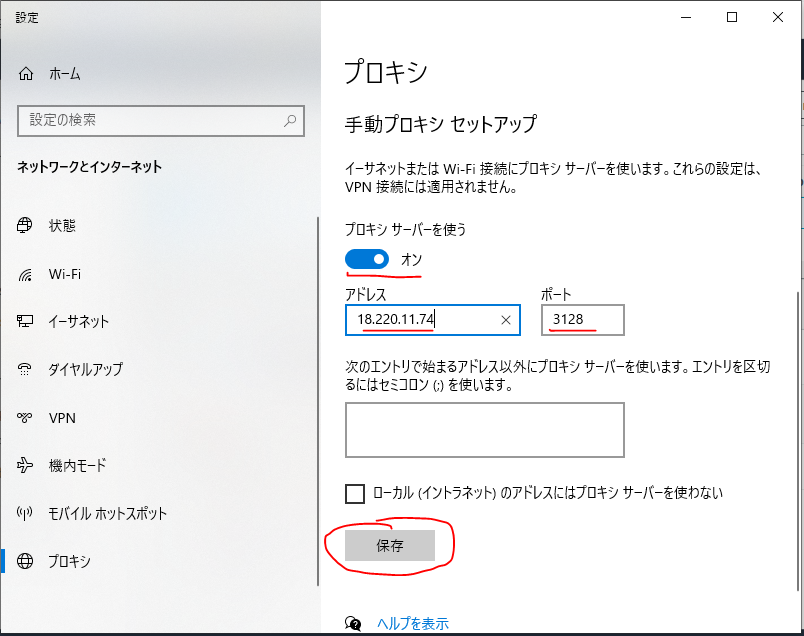 設定
ホーム
設定の検索
ネットワークとインターネット
状態
Wi-Fi
イーサネット
ダイヤルアップ
VPN
機内モード
モバイル ホットスポット
プロキシ
プロキシ
手動プロキシ セットアップ
イーサネットまたは Wi-Fi 接続にプロキシ サーバーを使います。これらの設定は、
VPN 接続には適用されません。
プロキシ サーバーを使う
オン
アドレス
ポート
18.220.11.74
3128
次のエントリで始まるアドレス以外にプロキシ サーバーを使います。エントリを区切
るにはセミコロン (;) を使います。
ローカル (イントラネット) のアドレスにはプロキシ サーバーを使わない
保存
ヘルプを表示